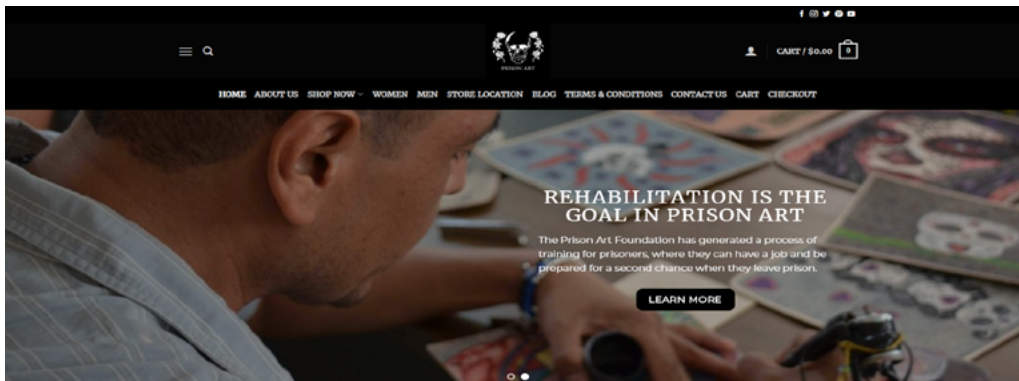 PRISON ART
CART / $0.00 0
HOME ABOUT US SHOP NOW WOMEN MEN STORE LOCATION BLOG TERMS & CONDITIONS CONTACT US CART CHECKOUT
REHABILITATION IS THE
GOAL IN PRISON ART
The Prison Art Foundation has generated a process of
training for prisoners, where they can have a job and be
prepared for a second chance when they leave prison.
LEARN MORE